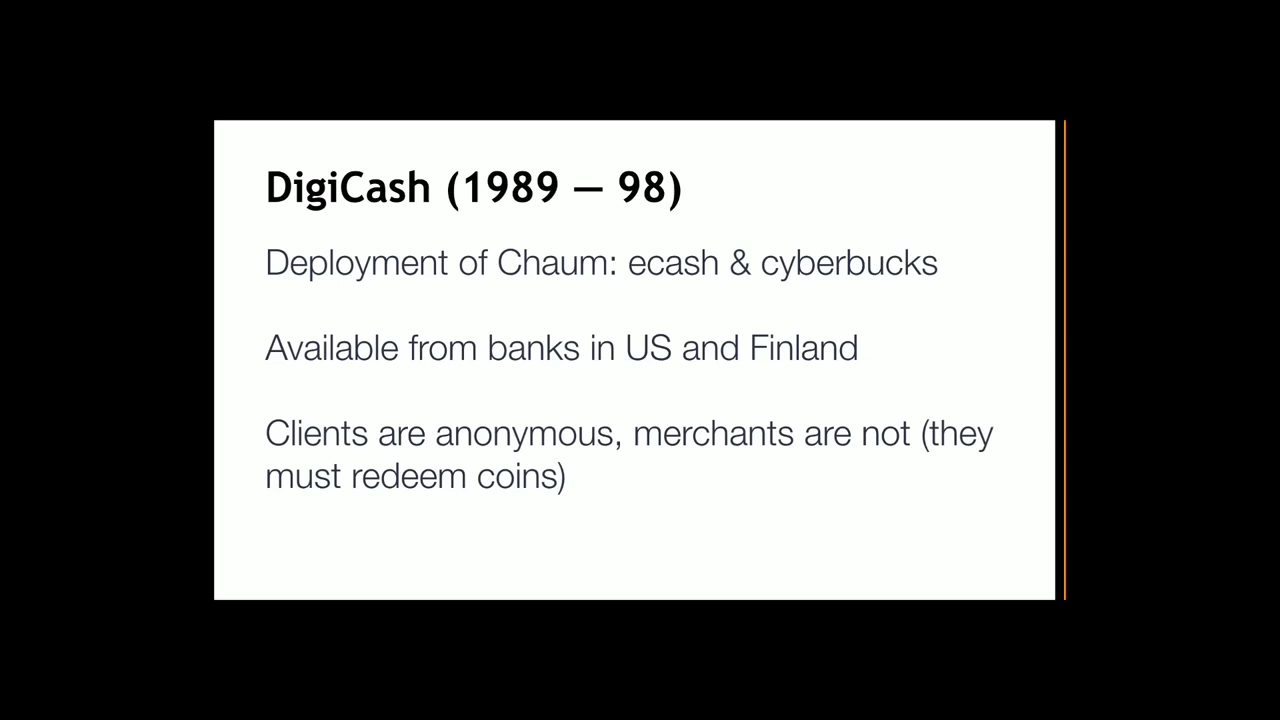 DigiCash (1989 — 98)
Deployment of Chaum: ecash & cyberbucks
Available from banks in US and Finland
Clients are anonymous, merchants are not (they
must redeem coins)